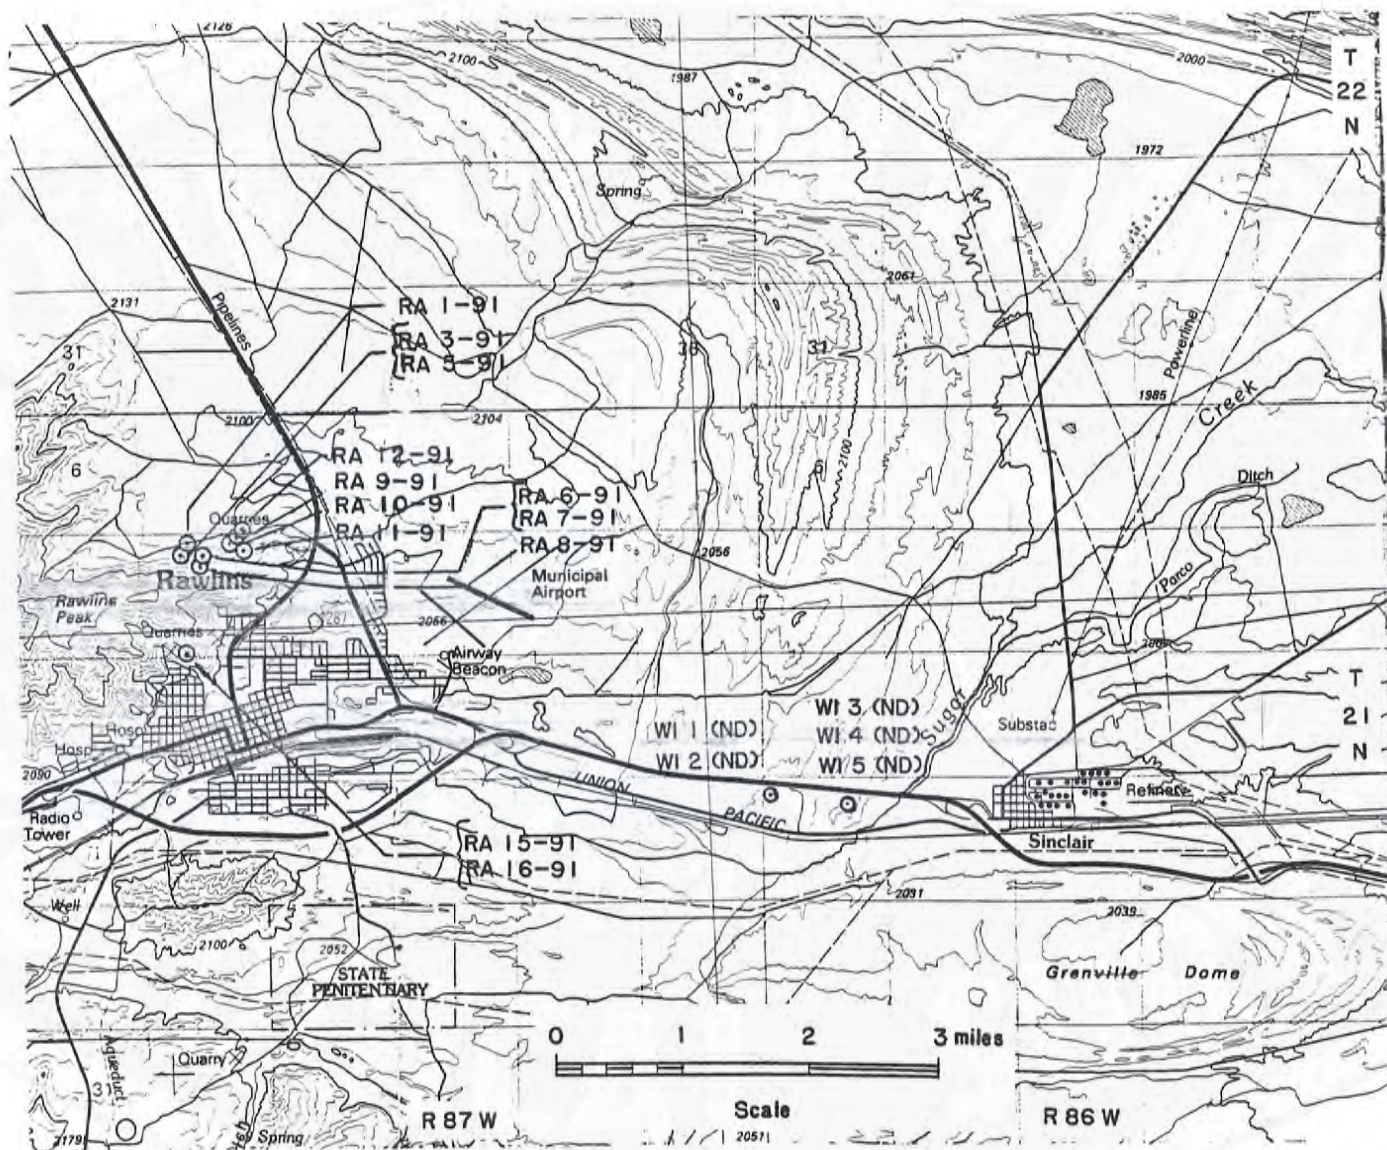 2126
2100
1987
2000
T
22
N
1972
Spring
2061
2131
Pipelines
RA 1-91
RA 3-91
RA 5-91
31
36
31
Powerline
2100
2104
1985
Creek
6
RA 12-91
RA 9-91
RA 10-91
RA 11-91
RA 6-91
RA 7-91
RA 8-91
1
6
2100
Ditch
Quarries
2056
Rawlins
Municipal
Airport
Rawlins
Peak
287
2066
Quarries
Airway
Beacon
T
21
N
WI 1 (ND)
WI 2 (ND)
WI 3 (ND)
WI 4 (ND)
WI 5 (ND)
Sugar
Hosp
Hosp
2090
UNION
PACIFIC
Refinery
Radio
Tower
Sinclair
RA 15-91
RA 16-91
Well
2031
2039
2100
2052
STATE
PENITENTIARY
Grenville Dome
0 1 2 3 miles
Quarry
Aqueduct
31
R 87 W
Scale
R 86 W
2179
Spring
2051